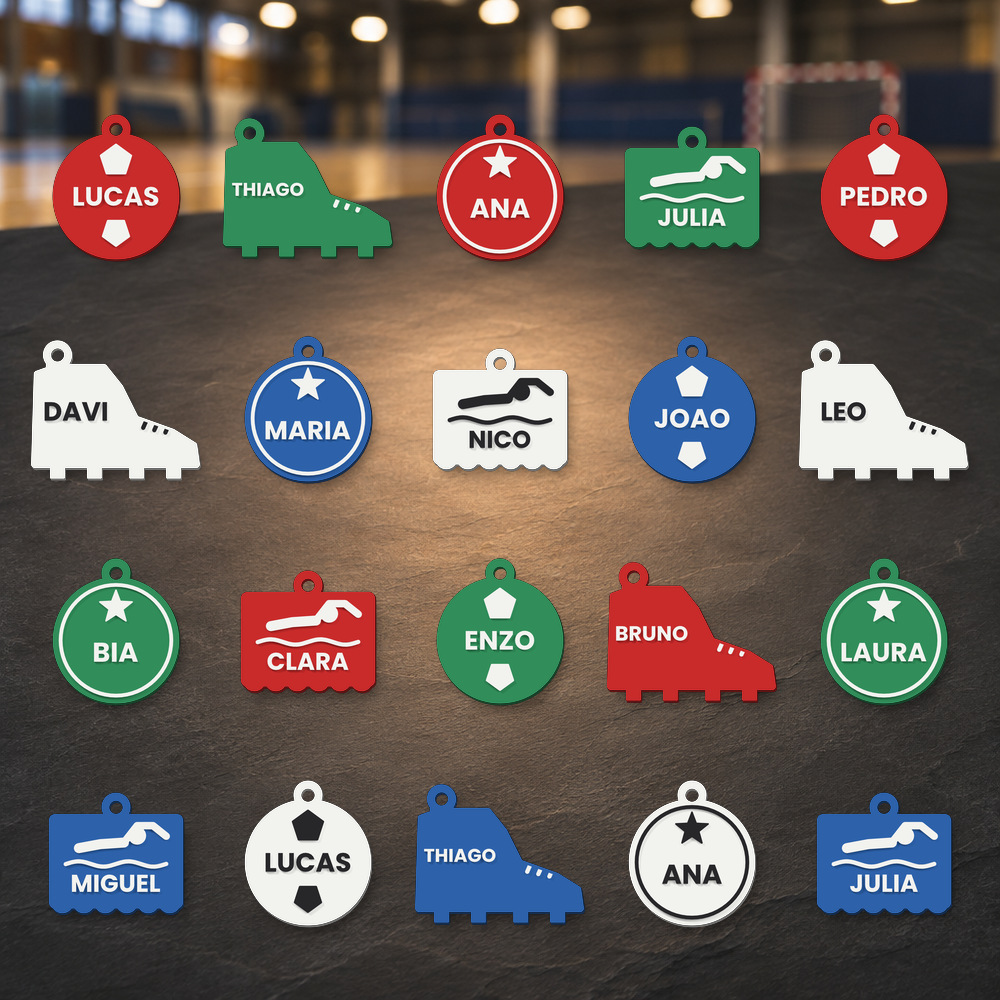 LUCAS
THIAGO
ANA
JULIA
PEDRO
DAVI
MARIA
NICO
JOAO
LEO
BIA
CLARA
ENZO
BRUNO
LAURA
MIGUEL
LUCAS
THIAGO
ANA
JULIA